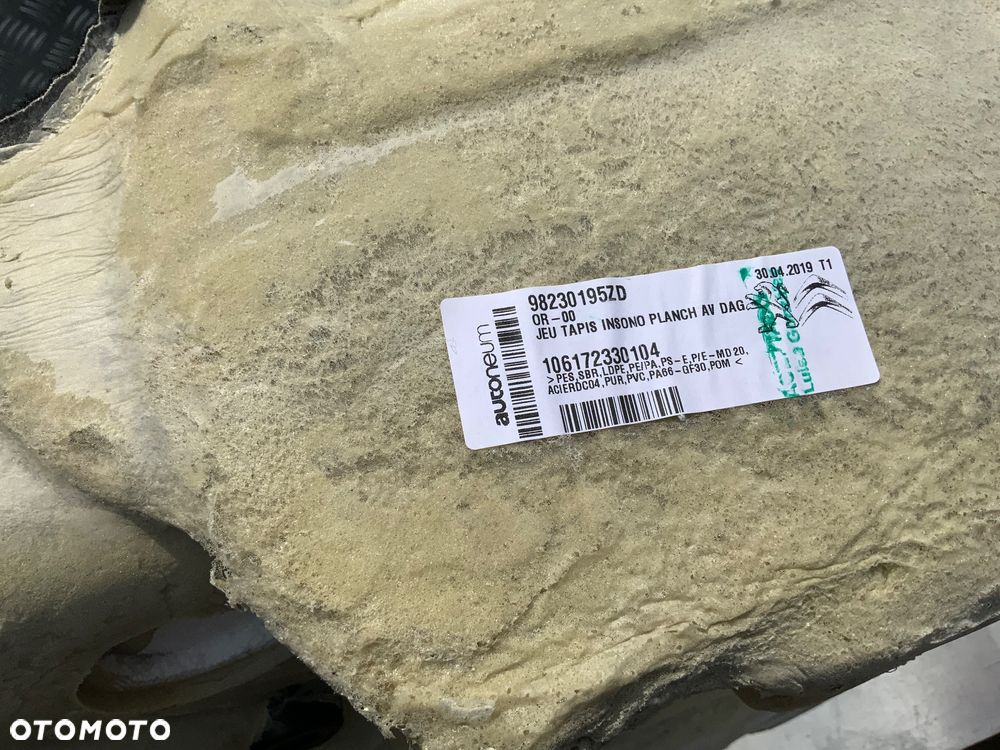 autoneum
98230195ZD
OR-00
JEU TAPIS INSONO PLANCH AV DAG
106172330104
>PES,SBR,LDPE,PE/PA,PS-E,P/E-MD20,
ACIERDC04,PUR,PVC,PA66-GF30,POM <
30.04.2019 T1
OTOMOTO